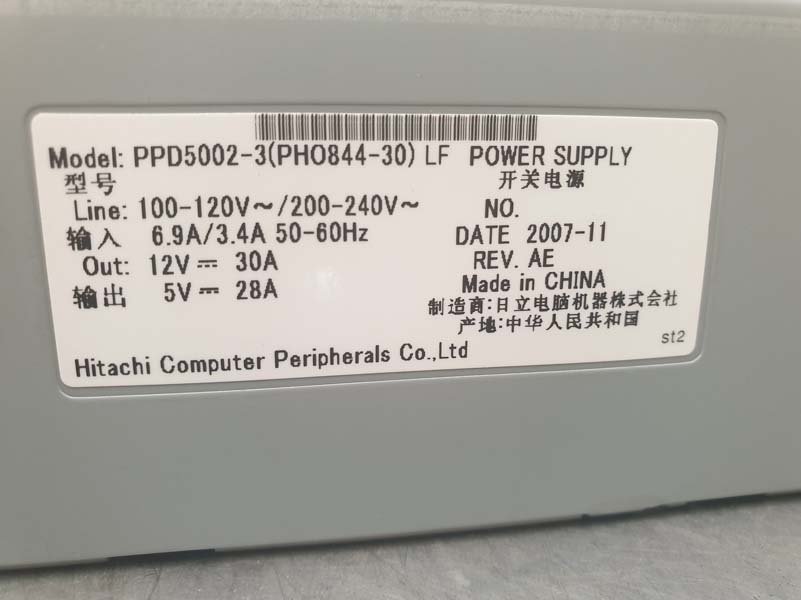 Model: PPD5002-3(PHO844-30) LF POWER SUPPLY
型号 开关电源
Line: 100-120V～/200-240V～ NO.
输入 6.9A/3.4A 50-60Hz DATE 2007-11
Out: 12V⎓ 30A REV. AE
输出 5V⎓ 28A Made in CHINA
制造商:日立电脑机器株式会社
产地:中华人民共和国
st2
Hitachi Computer Peripherals Co.,Ltd